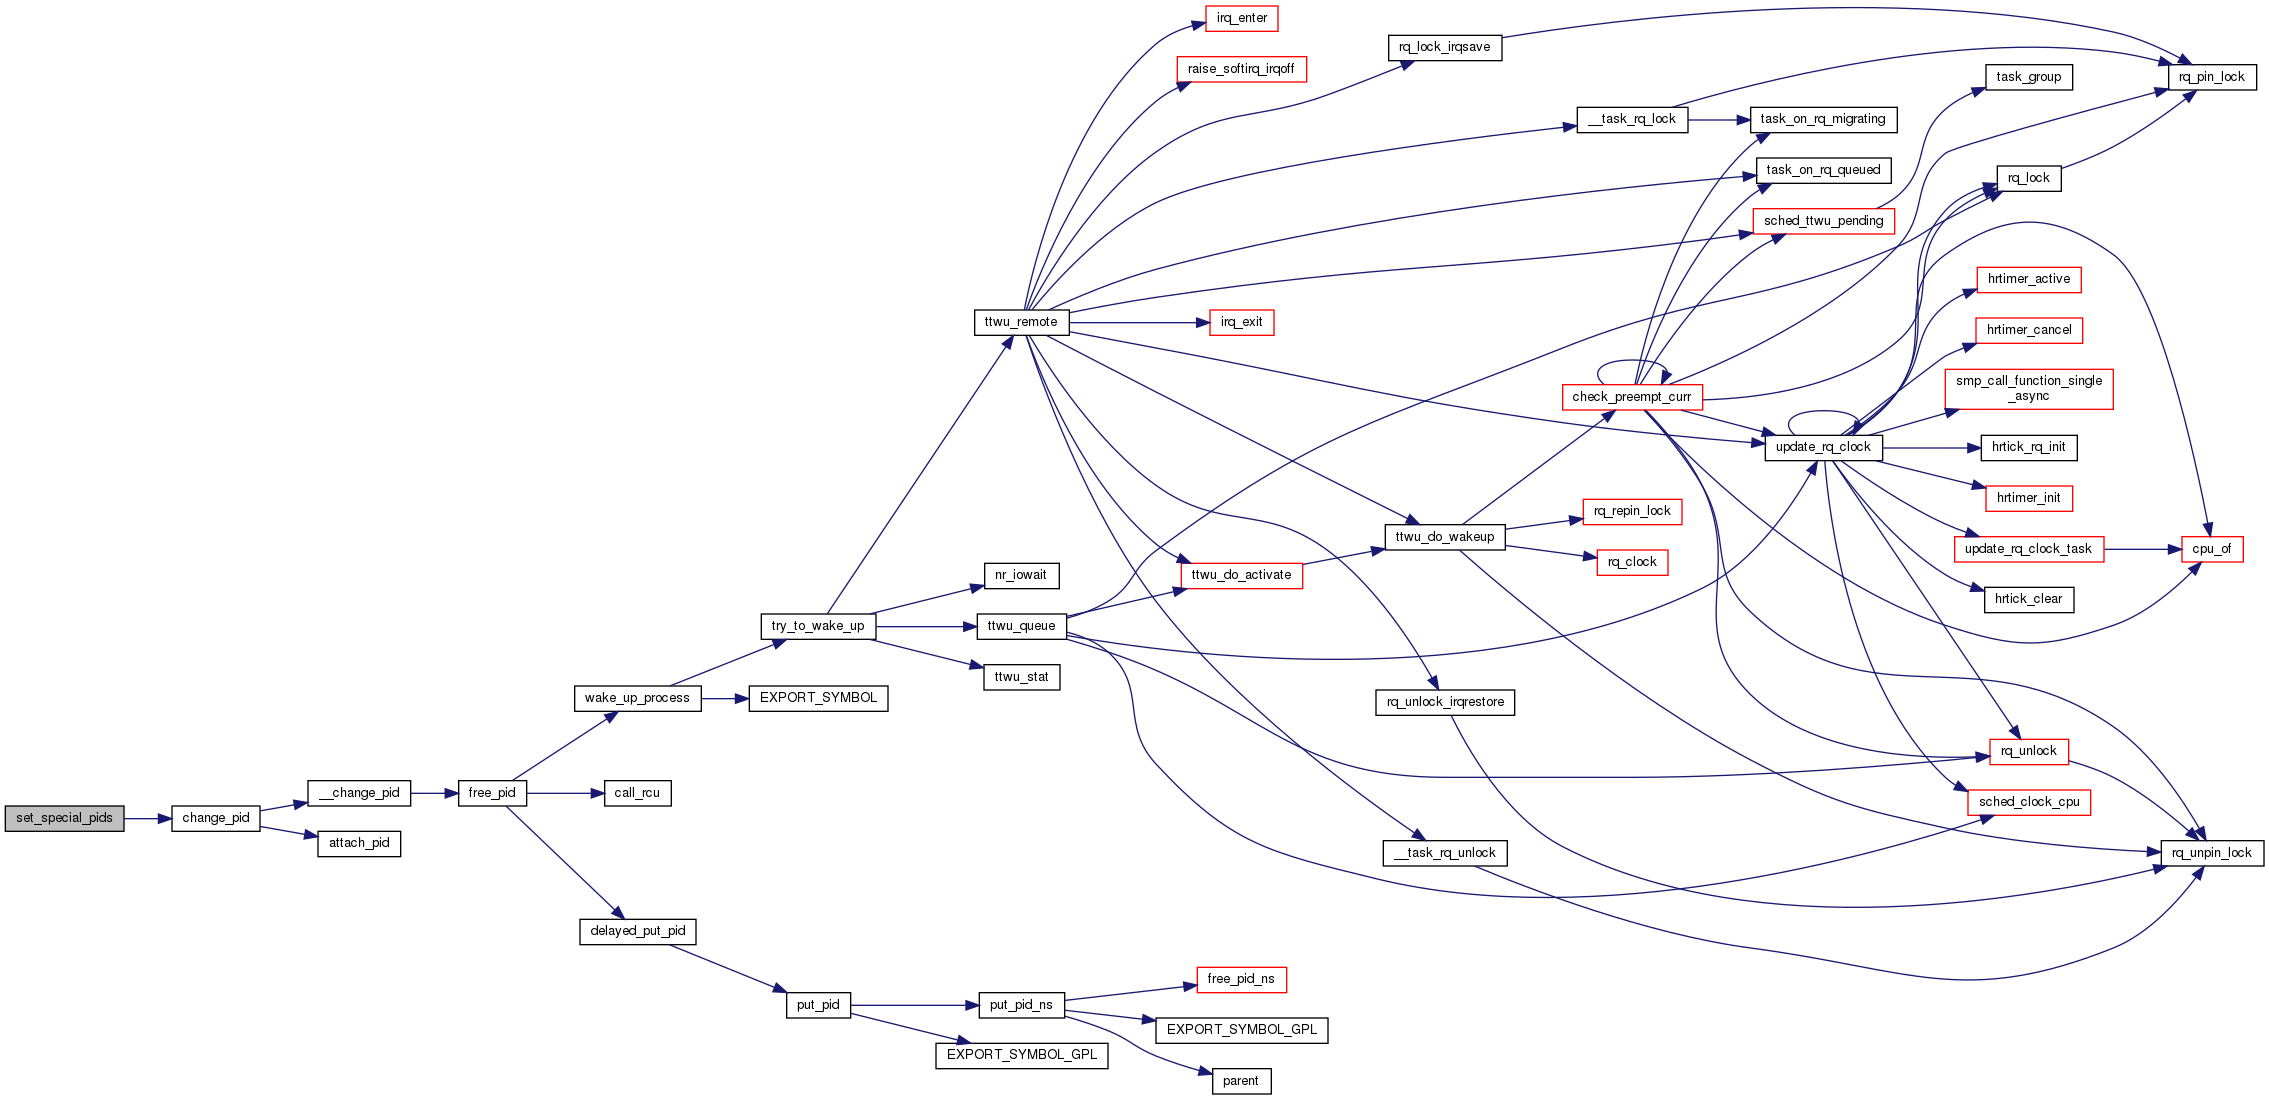 set_special_pids
change_pid
__change_pid
attach_pid
free_pid
wake_up_process
call_rcu
delayed_put_pid
try_to_wake_up
EXPORT_SYMBOL
put_pid
ttwu_remote
nr_iowait
ttwu_queue
ttwu_stat
put_pid_ns
EXPORT_SYMBOL_GPL
irq_enter
raise_softirq_irqoff
irq_exit
ttwu_do_activate
free_pid_ns
EXPORT_SYMBOL_GPL
parent
rq_lock_irqsave
ttwu_do_wakeup
rq_unlock_irqrestore
__task_rq_unlock
__task_rq_lock
check_preempt_curr
rq_repin_lock
rq_clock
task_on_rq_migrating
task_on_rq_queued
sched_ttwu_pending
update_rq_clock
task_group
rq_lock
hrtimer_active
hrtimer_cancel
smp_call_function_single
_async
hrtick_rq_init
hrtimer_init
update_rq_clock_task
hrtick_clear
rq_unlock
sched_clock_cpu
rq_pin_lock
cpu_of
rq_unpin_lock